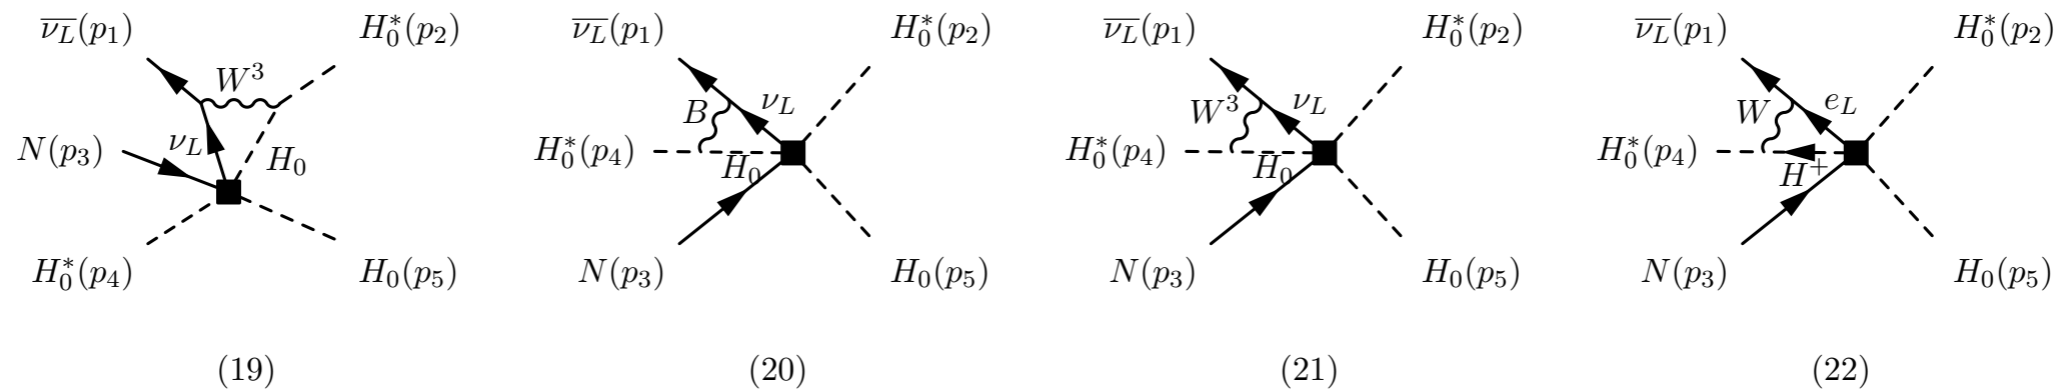 $\overline{\nu_L}(p_1)$ $H_0^*(p_2)$ $\overline{\nu_L}(p_1)$ $H_0^*(p_2)$ $\overline{\nu_L}(p_1)$ $H_0^*(p_2)$ $\overline{\nu_L}(p_1)$ $H_0^*(p_2)$
$W^3$ $B$ $\nu_L$ $W^3$ $\nu_L$ $W$ $e_L$
$N(p_3)$ $\nu_L$ $H_0$ $H_0^*(p_4)$ $H_0$ $H_0^*(p_4)$ $H_0$ $H_0^*(p_4)$ $H^+$
$H_0^*(p_4)$ $H_0(p_5)$ $N(p_3)$ $H_0(p_5)$ $N(p_3)$ $H_0(p_5)$ $N(p_3)$ $H_0(p_5)$
(19) (20) (21) (22)